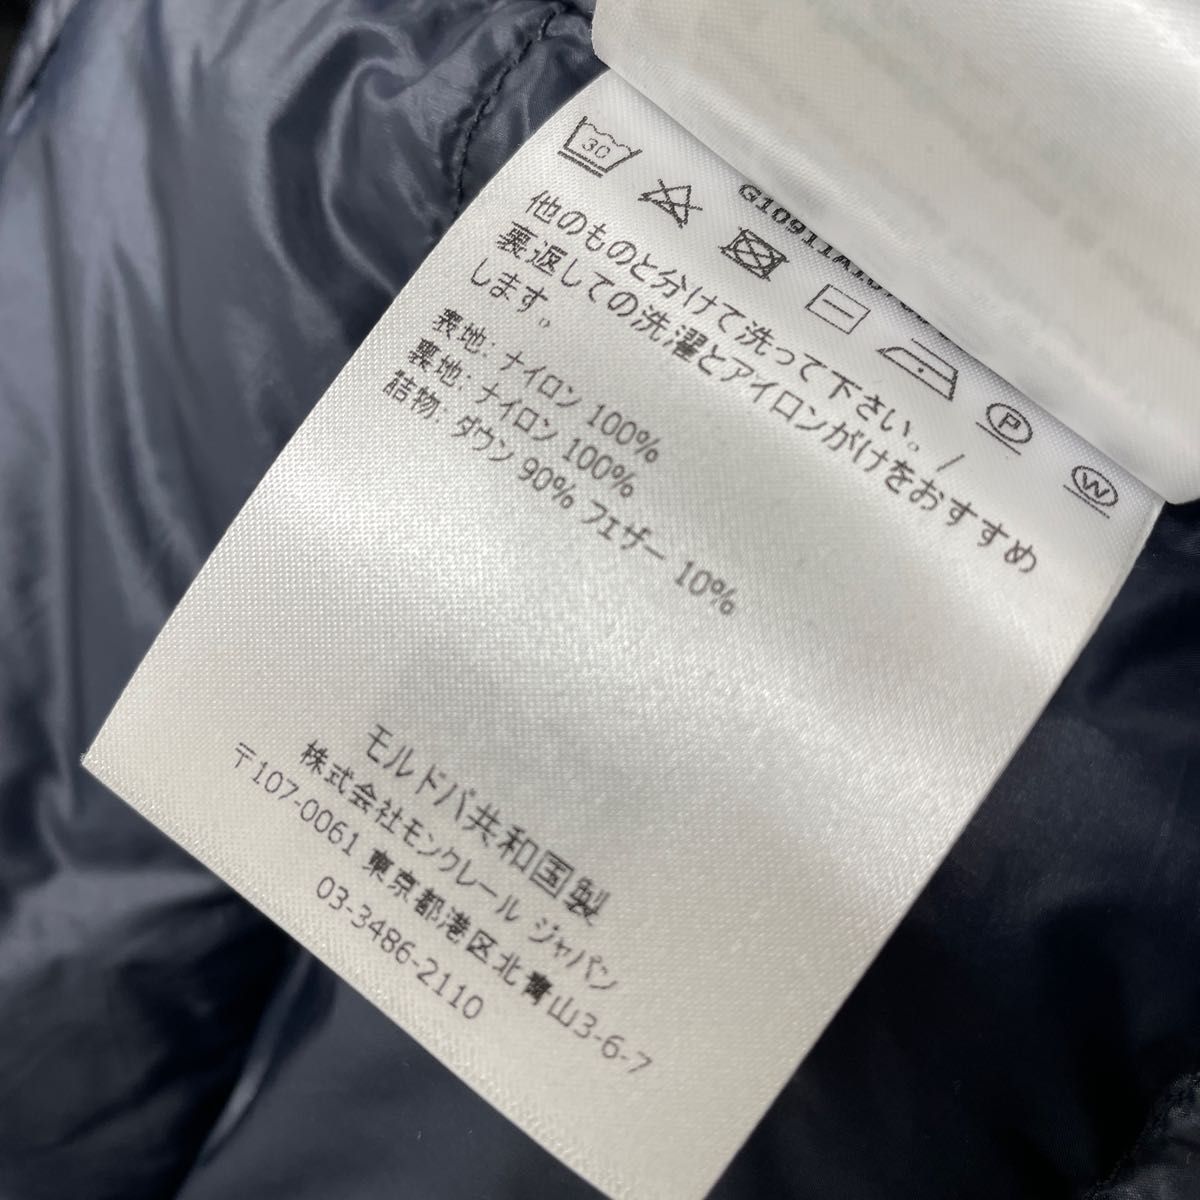 30
P
W
他のものと分けて洗って下さい。/
裏返しての洗濯とアイロンがけをおすすめ
します。
表地: ナイロン 100%
裏地: ナイロン 100%
詰物: ダウン 90% フェザー 10%
モルドバ共和国製
株式会社モンクレール ジャパン
〒107-0061 東京都港区北青山3-6-7
03-3486-2110